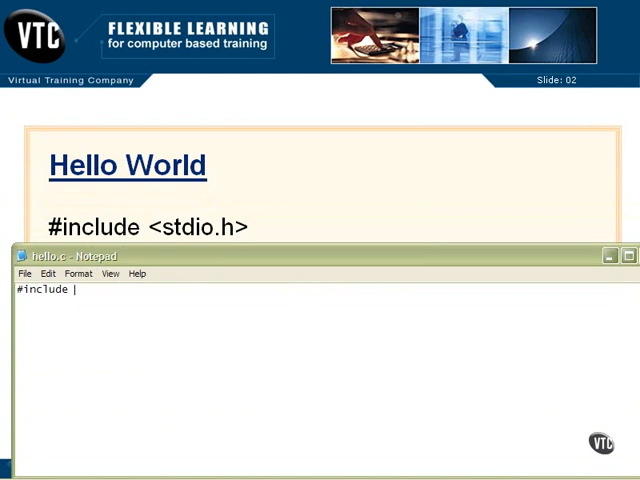 VTC
FLEXIBLE LEARNING
for computer based training
Virtual Training Company
Slide: 02
Hello World
#include <stdio.h>
hello.c - Notepad
File Edit Format View Help
#include
VTC